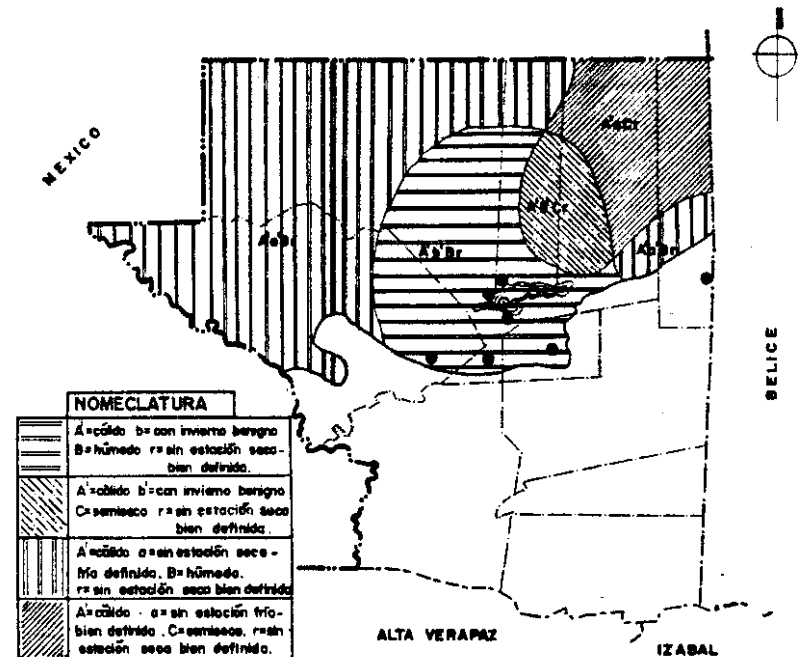 MEXICO
A'aCr
A'aBr
A'b'Br
A'aBr
BELICE
NOMECLATURA
A'=cálido b'=con invierno benigno
B=húmedo r=sin estación seca-
bien definida.
A'=cálido b'=con invierno benigno
C=semiseco r=sin estación seca
bien definida.
A'=cálido a=sin estación seca-
fría definida. B=húmedo.
r=sin estación seca bien definida
A'=cálido - a=sin estación fría-
bien definida. C=semiseco. r=sin
estación seca bien definida.
ALTA VERAPAZ
IZABAL